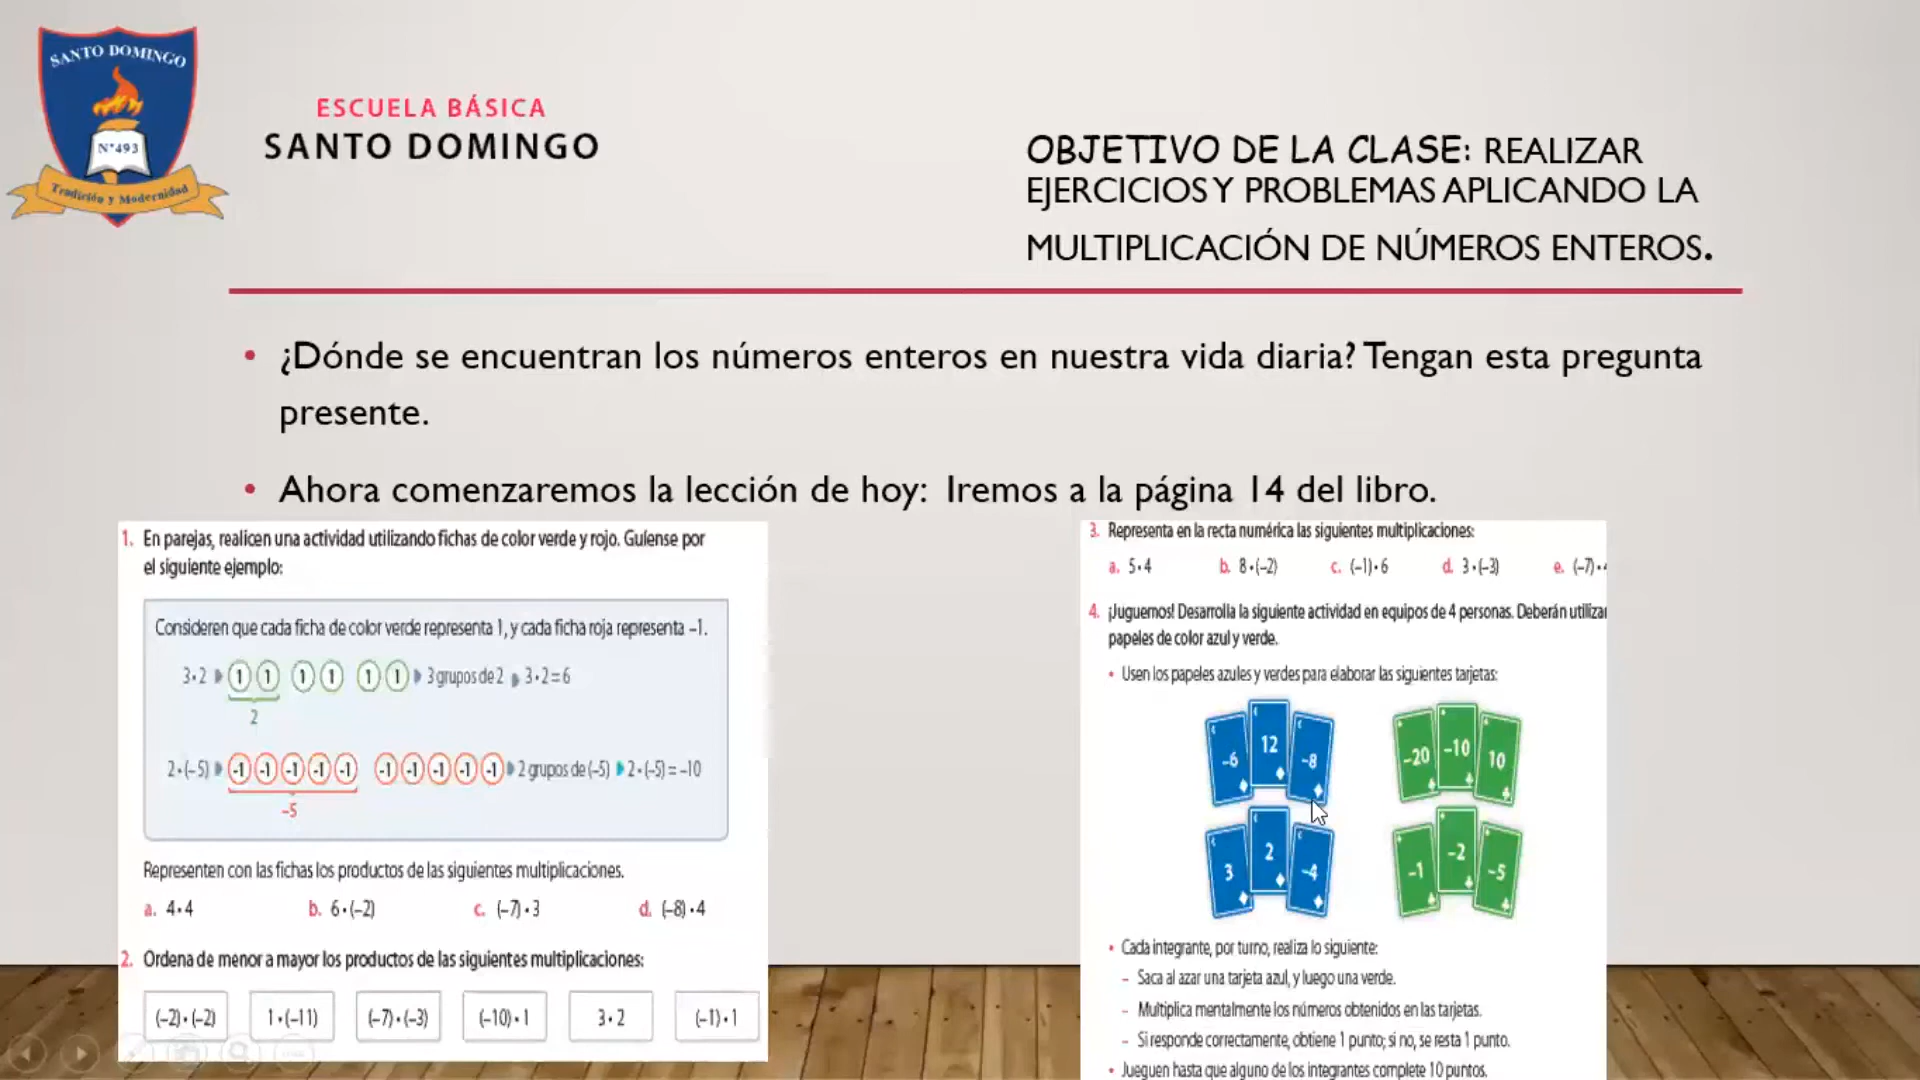 SANTO DOMINGO
N°493
Tradición y Modernidad
ESCUELA BÁSICA
SANTO DOMINGO
OBJETIVO DE LA CLASE: REALIZAR
EJERCICIOS Y PROBLEMAS APLICANDO LA
MULTIPLICACIÓN DE NÚMEROS ENTEROS.
• ¿Dónde se encuentran los números enteros en nuestra vida diaria? Tengan esta pregunta
presente.
• Ahora comenzaremos la lección de hoy: Iremos a la página 14 del libro.
1. En parejas, realicen una actividad utilizando fichas de color verde y rojo. Guíense por
el siguiente ejemplo:
Consideren que cada ficha de color verde representa 1, y cada ficha roja representa –1.
3 • 2 1 1 1 1 1 1 3 grupos de 2 3 • 2 = 6
2
2 • (–5) -1 -1 -1 -1 -1 -1 -1 -1 -1 -1 2 grupos de (–5) 2 • (–5) = –10
–5
Representen con las fichas los productos de las siguientes multiplicaciones.
a. 4 • 4 b. 6 • (–2) c. (–7) • 3 d. (–8) • 4
2. Ordena de menor a mayor los productos de las siguientes multiplicaciones:
(–2) • (–2) 1 • (–11) (–7) • (–3) (–10) • 1 3 • 2 (–1) • 1
3. Representa en la recta numérica las siguientes multiplicaciones:
a. 5 • 4 b. 8 • (–2) c. (–1) • 6 d. 3 • (–3) e. (–7) •
4. ¡Juguemos! Desarrolla la siguiente actividad en equipos de 4 personas. Deberán utilizar
papeles de color azul y verde.
• Usen los papeles azules y verdes para elaborar las siguientes tarjetas:
–6 12 –8 –20 –10 10
3 2 –4 –1 –2 –5
• Cada integrante, por turno, realiza lo siguiente:
– Saca al azar una tarjeta azul, y luego una verde.
– Multiplica mentalmente los números obtenidos en las tarjetas.
– Si responde correctamente, obtiene 1 punto; si no, se resta 1 punto.
• Jueguen hasta que alguno de los integrantes complete 10 puntos.